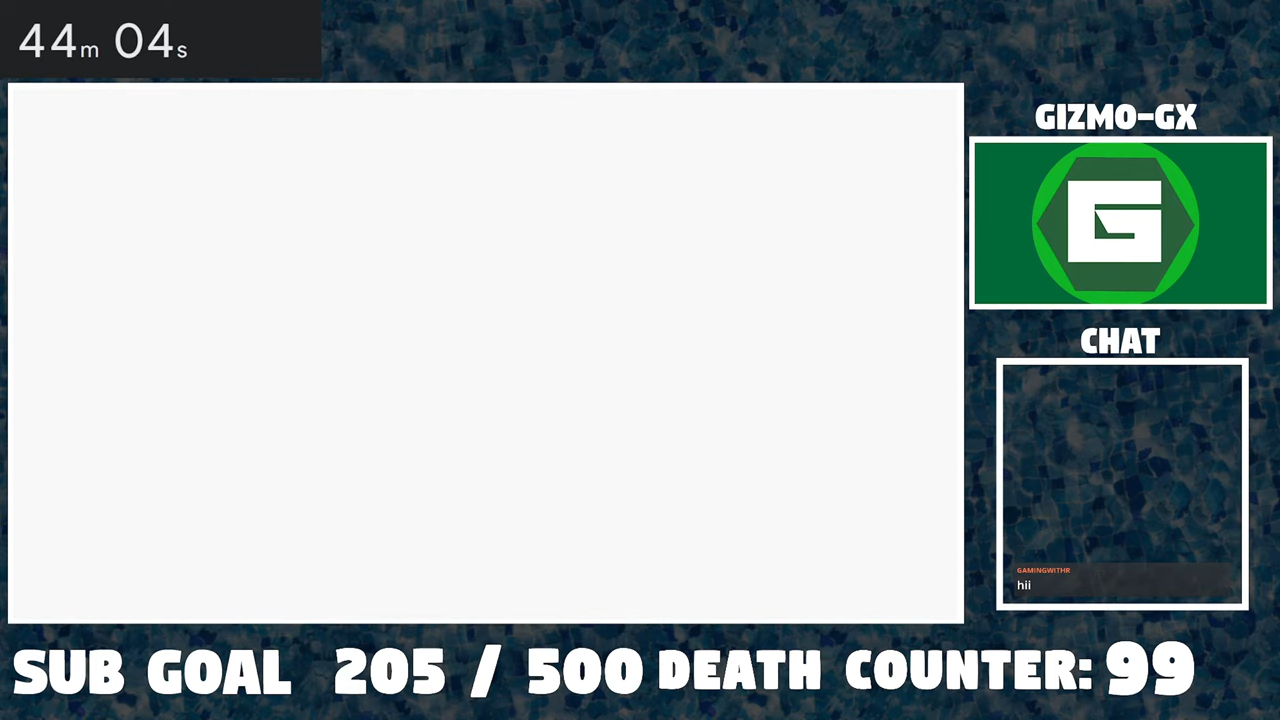 44m 04s
GIZMO-GX
G
CHAT
GAMINGWITHR
hii
SUB GOAL 205 / 500 DEATH COUNTER: 99